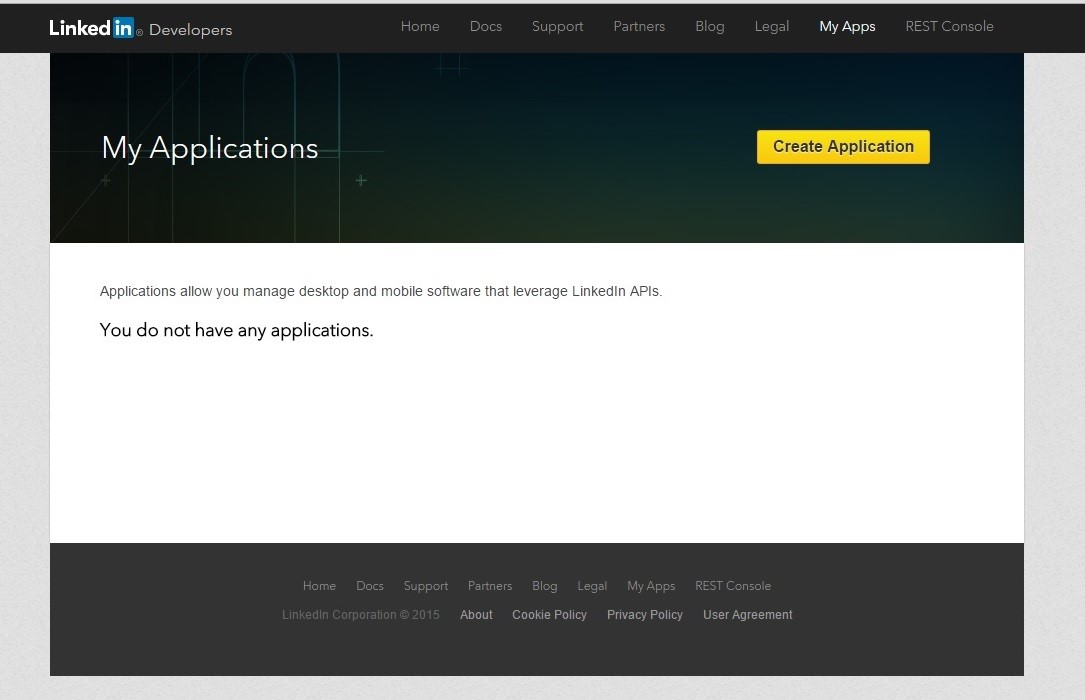 Linked in ® Developers Home Docs Support Partners Blog Legal My Apps REST Console
My Applications
Create Application
Applications allow you manage desktop and mobile software that leverage LinkedIn APIs.
You do not have any applications.
Home Docs Support Partners Blog Legal My Apps REST Console
LinkedIn Corporation © 2015 About Cookie Policy Privacy Policy User Agreement